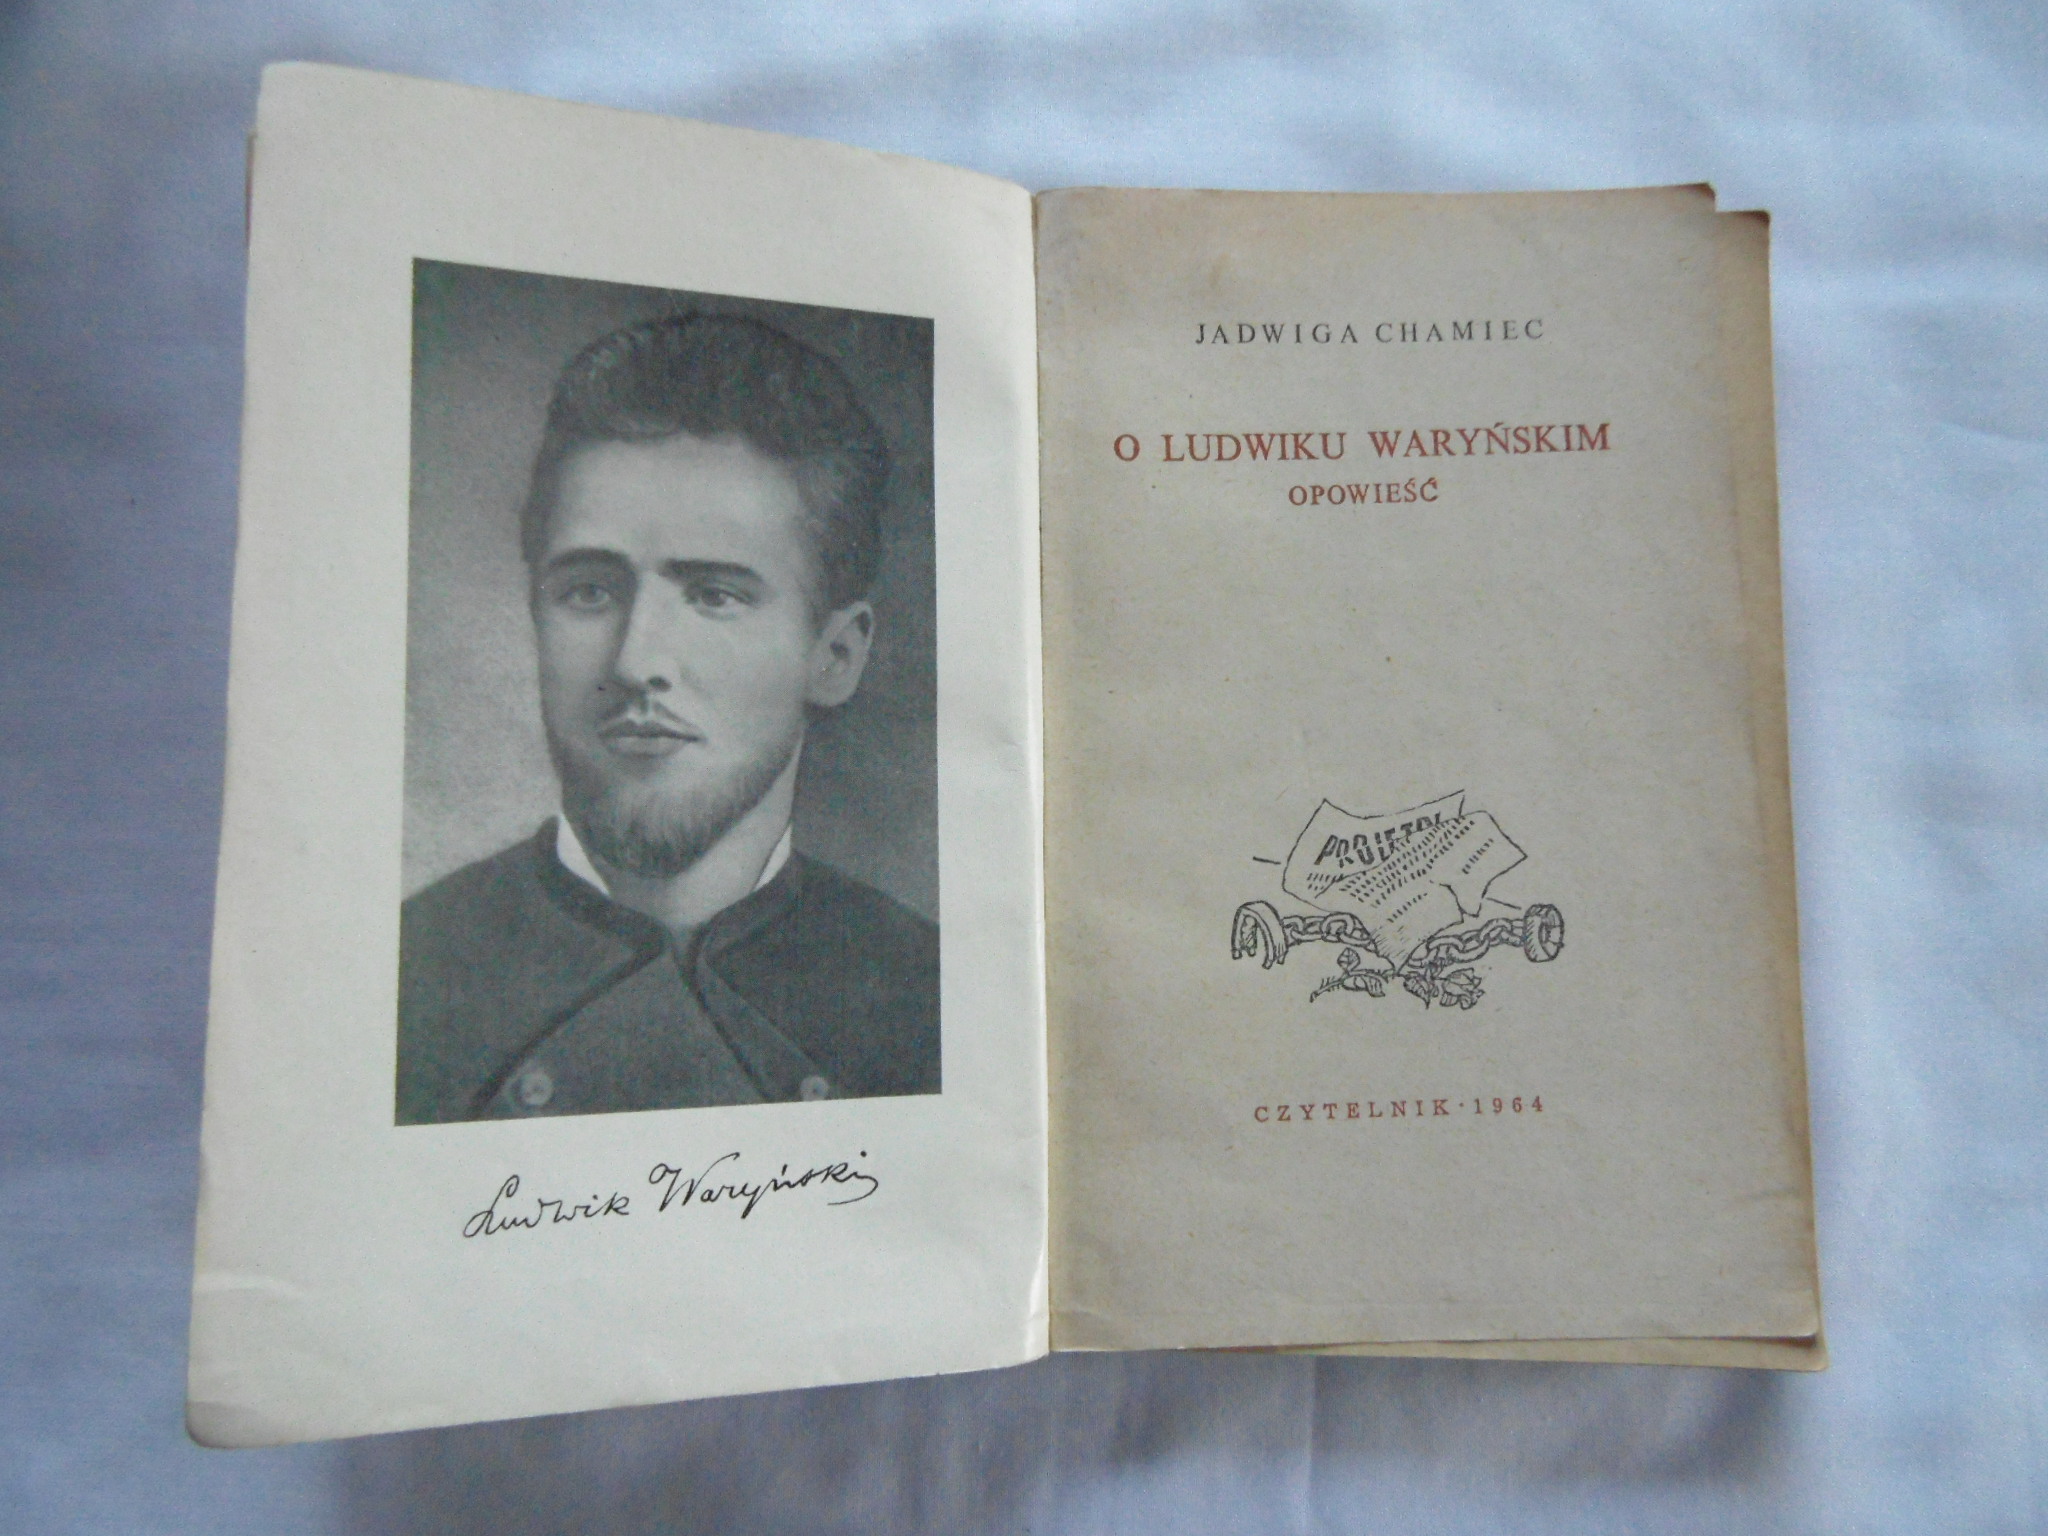 Ludwik Waryński
JADWIGA CHAMIEC
O LUDWIKU WARYŃSKIM
OPOWIEŚĆ
CZYTELNIK · 1964